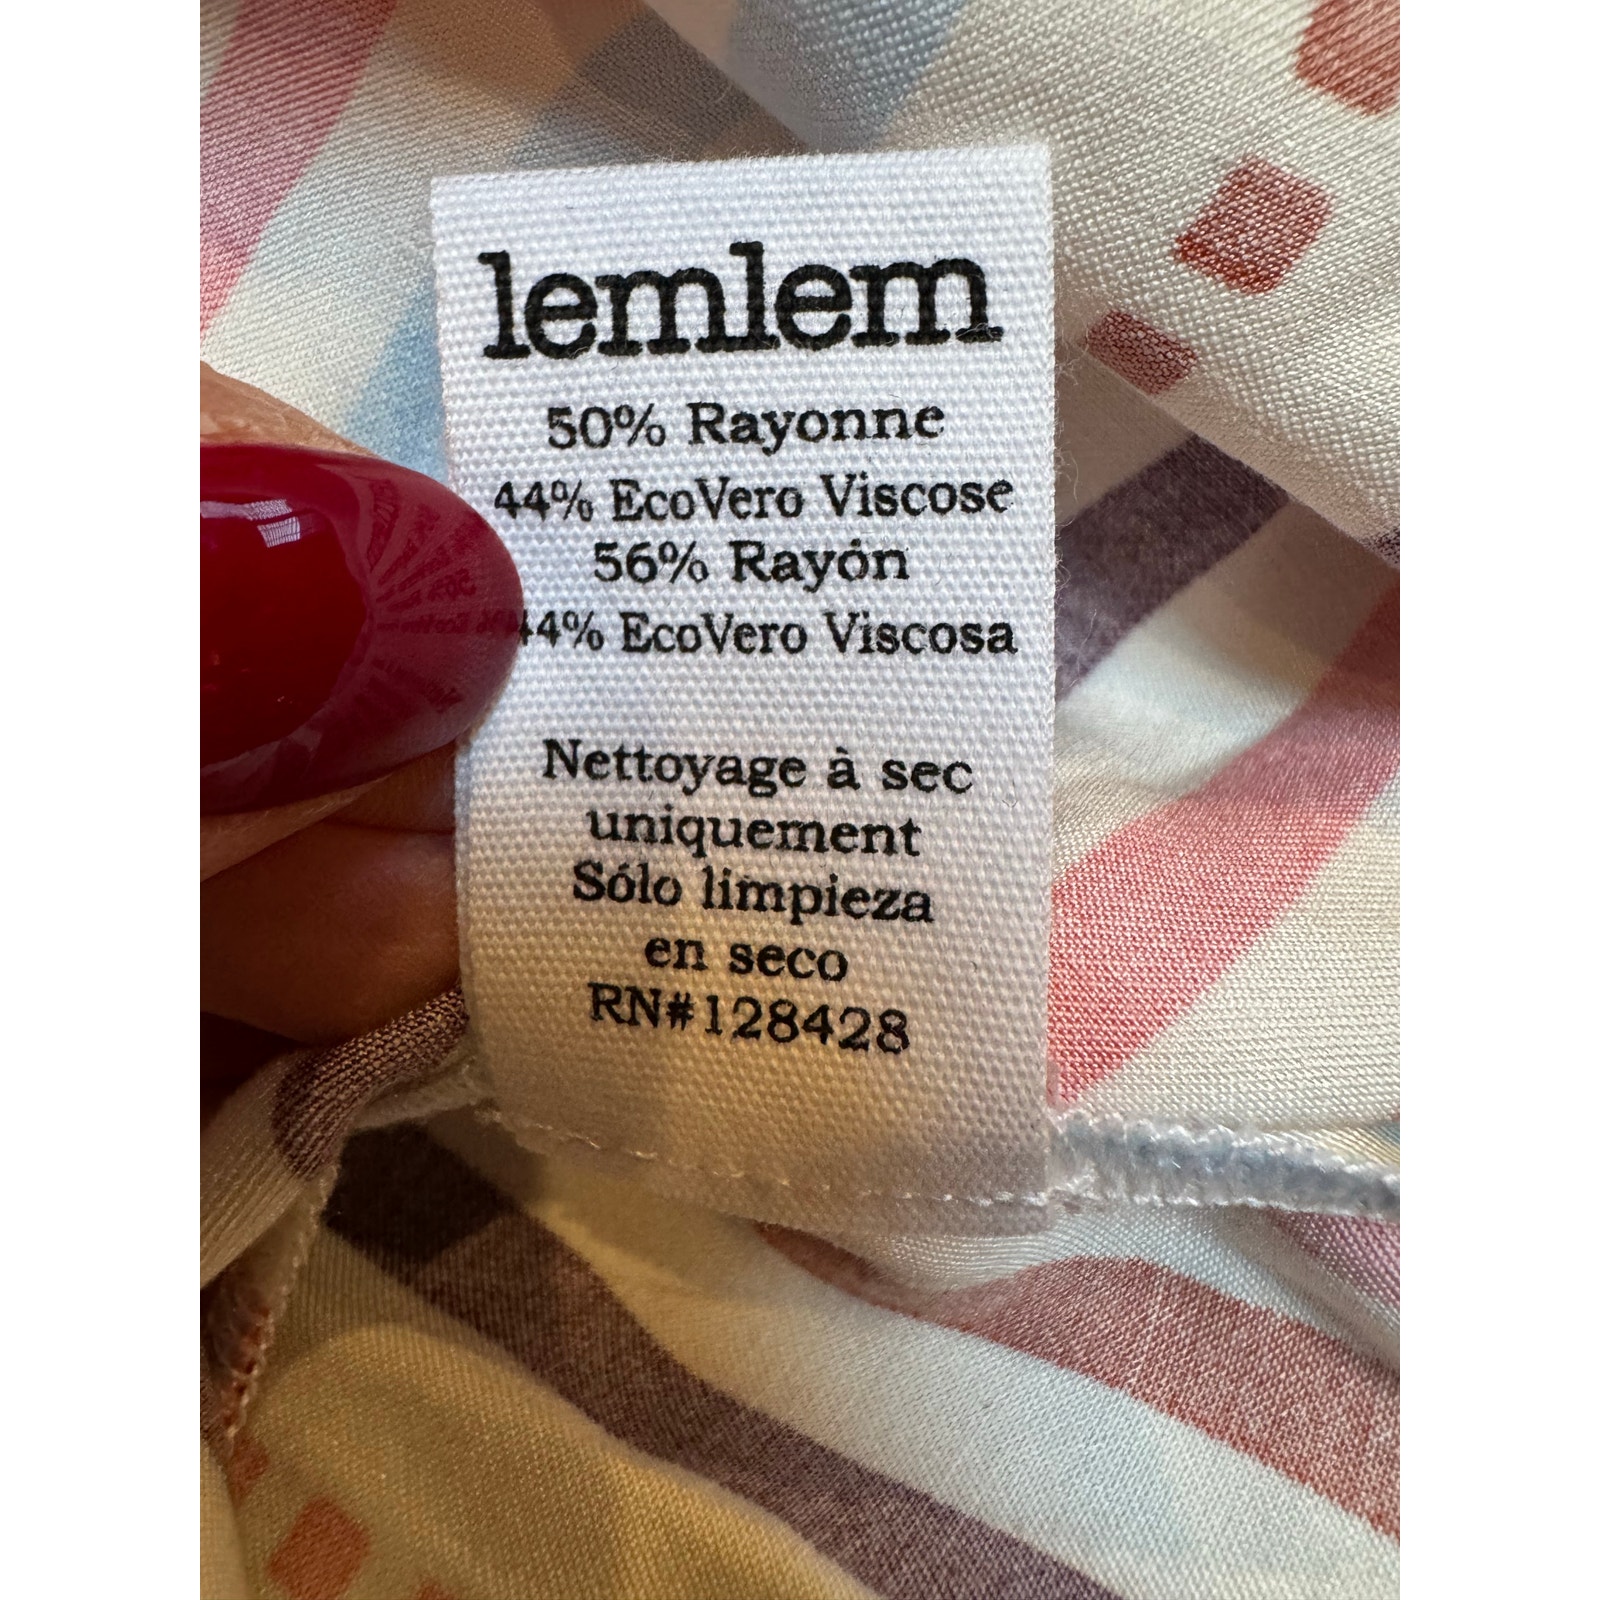 lemlem
50% Rayonne
44% EcoVero Viscose
56% Rayón
44% EcoVero Viscosa
Nettoyage à sec
uniquement
Sólo limpieza
en seco
RN#128428